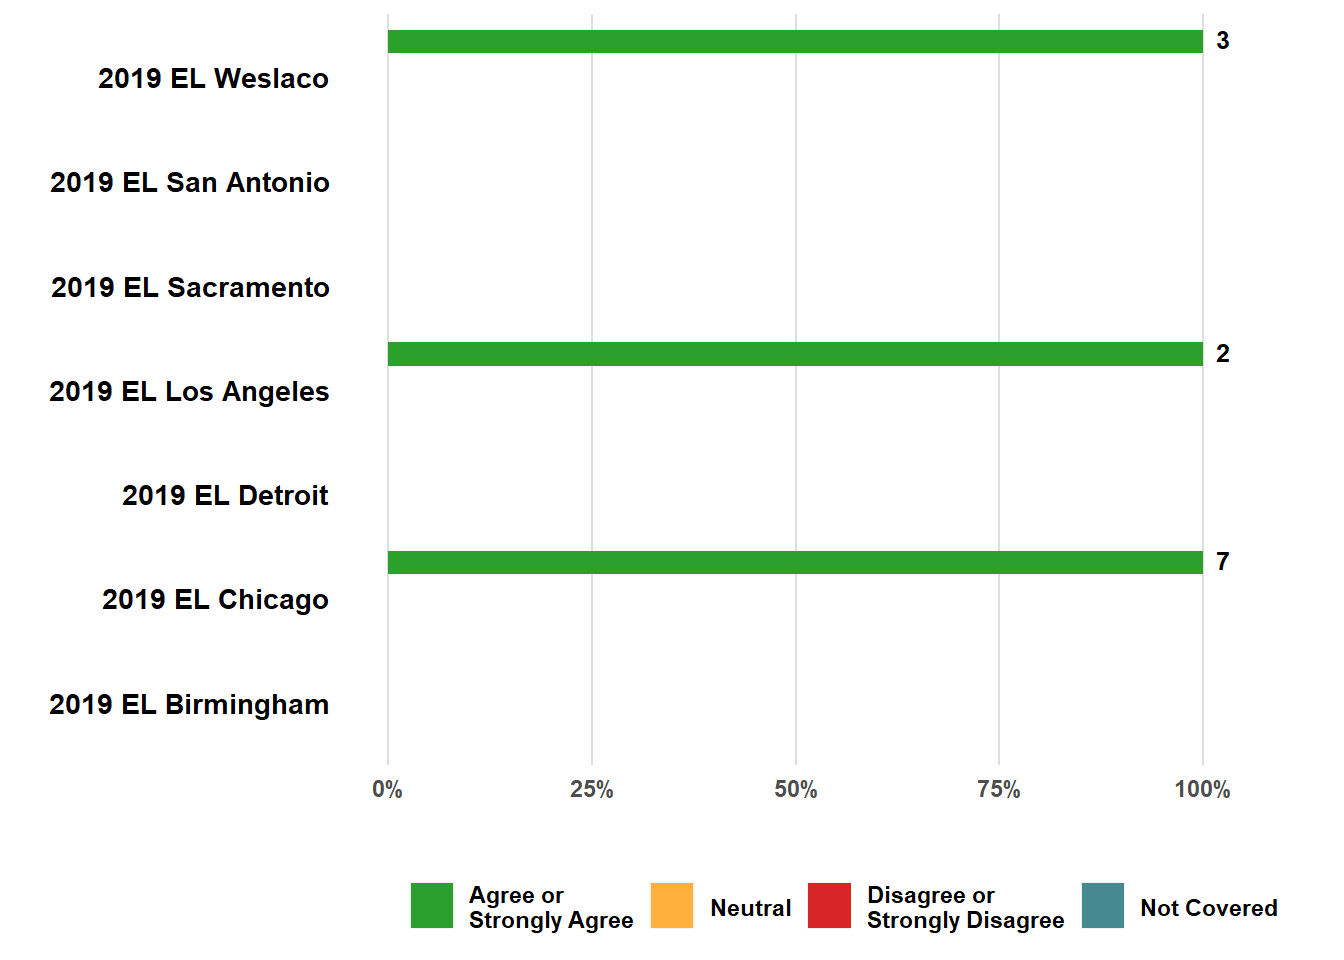 3
2019 EL Weslaco
2019 EL San Antonio
2019 EL Sacramento
2
2019 EL Los Angeles
2019 EL Detroit
7
2019 EL Chicago
2019 EL Birmingham
0% 25% 50% 75% 100%
Agree or
Strongly Agree
Neutral
Disagree or
Strongly Disagree
Not Covered